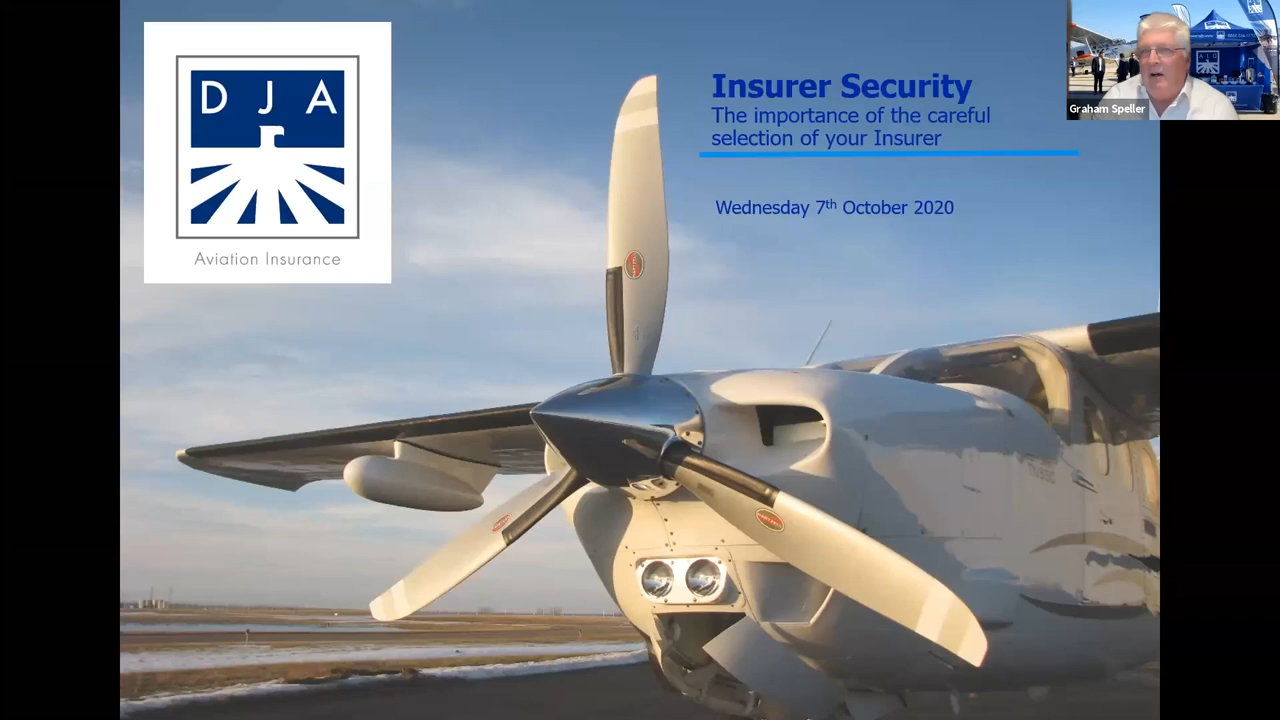 DJA
Aviation Insurance
Insurer Security
The importance of the careful
selection of your Insurer
Wednesday 7th October 2020
Graham Speller